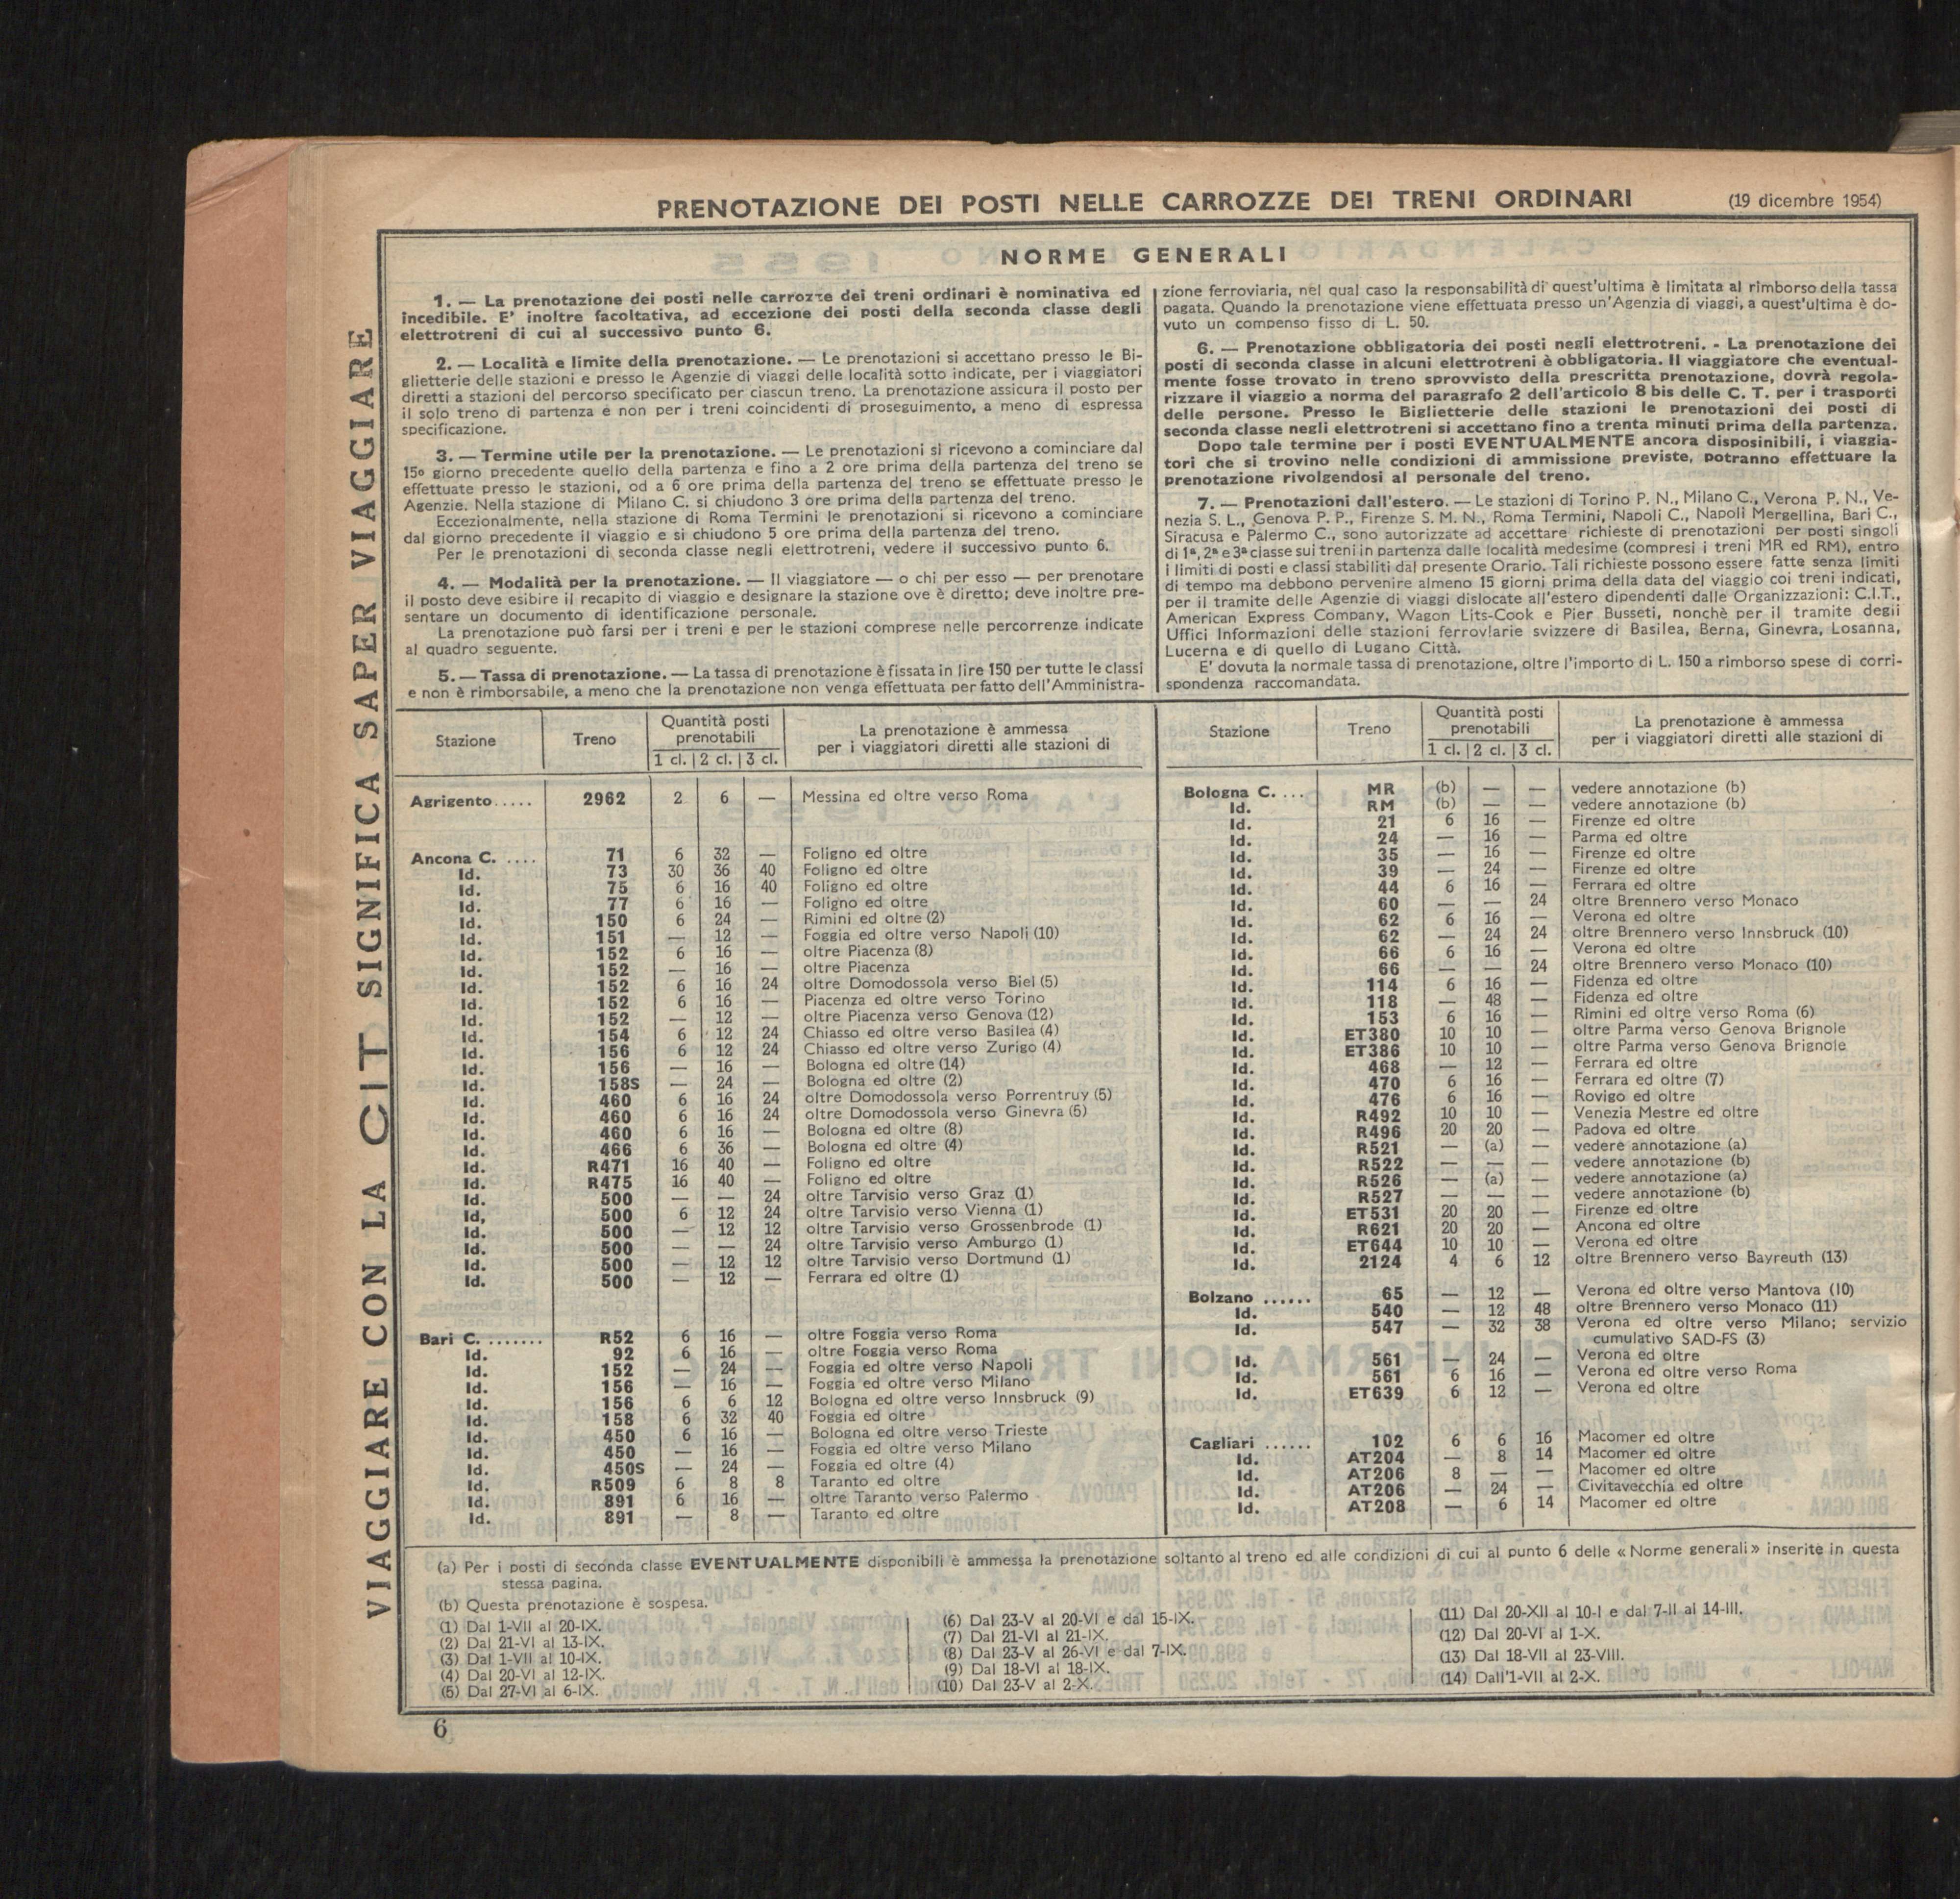 PRENOTAZIONE DEI POSTI NELLE CARROZZE DEI TRENI ORDINARI (19 dicembre 1954)
VIAGGIARE CON LA CIT SIGNIFICA SAPER VIAGGIARE
NORME GENERALI
1. — La prenotazione dei posti nelle carrozze dei treni ordinari è nominativa ed
incedibile. E' inoltre facoltativa, ad eccezione dei posti della seconda classe degli
elettrotreni di cui al successivo punto 6.
2. — Località e limite della prenotazione. — Le prenotazioni si accettano presso le Bi-
glietterie delle stazioni e presso le Agenzie di viaggi delle località sotto indicate, per i viaggiatori
diretti a stazioni del percorso specificato per ciascun treno. La prenotazione assicura il posto per
il solo treno di partenza e non per i treni coincidenti di proseguimento, a meno di espressa
specificazione.
3. — Termine utile per la prenotazione. — Le prenotazioni si ricevono a cominciare dal
15º giorno precedente quello della partenza e fino a 2 ore prima della partenza del treno se
effettuate presso le stazioni, od a 6 ore prima della partenza del treno se effettuate presso le
Agenzie. Nella stazione di Milano C. si chiudono 3 ore prima della partenza del treno.
Eccezionalmente, nella stazione di Roma Termini le prenotazioni si ricevono a cominciare
dal giorno precedente il viaggio e si chiudono 5 ore prima della partenza del treno.
Per le prenotazioni di seconda classe negli elettrotreni, vedere il successivo punto 6.
4. — Modalità per la prenotazione. — Il viaggiatore — o chi per esso — per prenotare
il posto deve esibire il recapito di viaggio e designare la stazione ove è diretto; deve inoltre pre-
sentare un documento di identificazione personale.
La prenotazione può farsi per i treni e per le stazioni comprese nelle percorrenze indicate
al quadro seguente.
5. — Tassa di prenotazione. — La tassa di prenotazione è fissata in lire 150 per tutte le classi
e non è rimborsabile, a meno che la prenotazione non venga effettuata per fatto dell'Amministra-
zione ferroviaria, nel qual caso la responsabilità di quest'ultima è limitata al rimborso della tassa
pagata. Quando la prenotazione viene effettuata presso un'Agenzia di viaggi, a quest'ultima è do-
vuto un compenso fisso di L. 50.
6. — Prenotazione obbligatoria dei posti negli elettrotreni. - La prenotazione dei
posti di seconda classe in alcuni elettrotreni è obbligatoria. Il viaggiatore che eventual-
mente fosse trovato in treno sprovvisto della prescritta prenotazione, dovrà regola-
rizzare il viaggio a norma del paragrafo 2 dell'articolo 8 bis delle C. T. per i trasporti
delle persone. Presso le Biglietterie delle stazioni le prenotazioni dei posti di
seconda classe negli elettrotreni si accettano fino a trenta minuti prima della partenza.
Dopo tale termine per i posti EVENTUALMENTE ancora disposinibili, i viaggia-
tori che si trovino nelle condizioni di ammissione previste, potranno effettuare la
prenotazione rivolgendosi al personale del treno.
7. — Prenotazioni dall'estero. — Le stazioni di Torino P. N., Milano C., Verona P. N., Ve-
nezia S. L., Genova P. P., Firenze S. M. N., Roma Termini, Napoli C., Napoli Mergellina, Bari C.,
Siracusa e Palermo C., sono autorizzate ad accettare richieste di prenotazioni per posti singoli
di 1ª, 2ª e 3ª classe sui treni in partenza dalle località medesime (compresi i treni MR ed RM), entro
i limiti di posti e classi stabiliti dal presente Orario. Tali richieste possono essere fatte senza limiti
di tempo ma debbono pervenire almeno 15 giorni prima della data del viaggio coi treni indicati,
per il tramite delle Agenzie di viaggi dislocate all'estero dipendenti dalle Organizzazioni: C.I.T.,
American Express Company, Wagon Lits-Cook e Pier Busseti, nonchè per il tramite degli
Uffici Informazioni delle stazioni ferroviarie svizzere di Basilea, Berna, Ginevra, Losanna,
Lucerna e di quello di Lugano Città.
E' dovuta la normale tassa di prenotazione, oltre l'importo di L. 150 a rimborso spese di corri-
spondenza raccomandata.
Stazione Treno Quantità posti prenotabili 1 cl. 2 cl. 3 cl. La prenotazione è ammessa per i viaggiatori diretti alle stazioni di
Agrigento..... 2962 2 6 — Messina ed oltre verso Roma
Ancona C. .... 71 6 32 — Foligno ed oltre
Id. 73 30 36 40 Foligno ed oltre
Id. 75 6 16 40 Foligno ed oltre
Id. 77 6 16 — Foligno ed oltre
Id. 150 6 24 — Rimini ed oltre (2)
Id. 151 — 12 — Foggia ed oltre verso Napoli (10)
Id. 152 6 16 — oltre Piacenza (8)
Id. 152 — 16 — oltre Piacenza
Id. 152 6 16 24 oltre Domodossola verso Biel (5)
Id. 152 6 16 — Piacenza ed oltre verso Torino
Id. 152 — 12 — oltre Piacenza verso Genova (12)
Id. 154 6 12 24 Chiasso ed oltre verso Basilea (4)
Id. 156 6 12 24 Chiasso ed oltre verso Zurigo (4)
Id. 156 — 16 — Bologna ed oltre (14)
Id. 158S — 24 — Bologna ed oltre (2)
Id. 460 6 16 24 oltre Domodossola verso Porrentruy (5)
Id. 460 6 16 24 oltre Domodossola verso Ginevra (5)
Id. 460 6 16 — Bologna ed oltre (8)
Id. 466 6 36 — Bologna ed oltre (4)
Id. R471 16 40 — Foligno ed oltre
Id. R475 16 40 — Foligno ed oltre
Id. 500 — — 24 oltre Tarvisio verso Graz (1)
Id, 500 6 12 24 oltre Tarvisio verso Vienna (1)
Id. 500 — 12 12 oltre Tarvisio verso Grossenbrode (1)
Id. 500 — — 24 oltre Tarvisio verso Amburgo (1)
Id. 500 — 12 12 oltre Tarvisio verso Dortmund (1)
Id. 500 — 12 — Ferrara ed oltre (1)
Bari C. ........ R52 6 16 — oltre Foggia verso Roma
Id. 92 6 16 — oltre Foggia verso Roma
Id. 152 — 24 — Foggia ed oltre verso Napoli
Id. 156 — 16 — Foggia ed oltre verso Milano
Id. 156 6 6 12 Bologna ed oltre verso Innsbruck (9)
Id. 158 6 32 40 Foggia ed oltre
Id. 450 6 16 — Bologna ed oltre verso Trieste
Id. 450 — 16 — Foggia ed oltre verso Milano
Id. 450S — 24 — Foggia ed oltre (4)
Id. R509 6 8 8 Taranto ed oltre
Id. 891 6 16 — oltre Taranto verso Palermo
Id. 891 — 8 — Taranto ed oltre
Stazione Treno Quantità posti prenotabili 1 cl. 2 cl. 3 cl. La prenotazione è ammessa per i viaggiatori diretti alle stazioni di
Bologna C. ... MR (b) — — vedere annotazione (b)
Id. RM (b) — — vedere annotazione (b)
Id. 21 6 16 — Firenze ed oltre
Id. 24 — 16 — Parma ed oltre
Id. 35 — 16 — Firenze ed oltre
Id. 39 — 24 — Firenze ed oltre
Id. 44 6 16 — Ferrara ed oltre
Id. 60 — — 24 oltre Brennero verso Monaco
Id. 62 6 16 — Verona ed oltre
Id. 62 — 24 24 oltre Brennero verso Innsbruck (10)
Id. 66 6 16 — Verona ed oltre
Id. 66 — — 24 oltre Brennero verso Monaco (10)
Id. 114 6 16 — Fidenza ed oltre
Id. 118 — 48 — Fidenza ed oltre
Id. 153 6 16 — Rimini ed oltre verso Roma (6)
Id. ET380 10 10 — oltre Parma verso Genova Brignole
Id. ET386 10 10 — oltre Parma verso Genova Brignole
Id. 468 — 12 — Ferrara ed oltre
Id. 470 6 16 — Ferrara ed oltre (7)
Id. 476 6 16 — Rovigo ed oltre
Id. R492 10 10 — Venezia Mestre ed oltre
Id. R496 20 20 — Padova ed oltre
Id. R521 — (a) — vedere annotazione (a)
Id. R522 — — — vedere annotazione (b)
Id. R526 — (a) — vedere annotazione (a)
Id. R527 — — — vedere annotazione (b)
Id. ET531 20 20 — Firenze ed oltre
Id. R621 20 20 — Ancona ed oltre
Id. ET644 10 10 — Verona ed oltre
Id. 2124 4 6 12 oltre Brennero verso Bayreuth (13)
Bolzano ...... 65 — 12 — Verona ed oltre verso Mantova (10)
Id. 540 — 12 48 oltre Brennero verso Monaco (11)
Id. 547 — 32 38 Verona ed oltre verso Milano; servizio
cumulativo SAD-FS (3)
Id. 561 — 24 — Verona ed oltre
Id. 561 6 16 — Verona ed oltre verso Roma
Id. ET639 6 12 — Verona ed oltre
Cagliari ...... 102 6 6 16 Macomer ed oltre
Id. AT204 — 8 14 Macomer ed oltre
Id. AT206 8 — — Macomer ed oltre
Id. AT206 — 24 — Civitavecchia ed oltre
Id. AT208 — 6 14 Macomer ed oltre
(a) Per i posti di seconda classe EVENTUALMENTE disponibili è ammessa la prenotazione soltanto al treno ed alle condizioni di cui al punto 6 delle « Norme generali » inserite in questa
stessa pagina.
(b) Questa prenotazione è sospesa.
(1) Dal 1-VII al 20-IX.
(2) Dal 21-VI al 13-IX.
(3) Dal 1-VII al 10-IX.
(4) Dal 20-VI al 12-IX.
(5) Dal 27-VI al 6-IX.
(6) Dal 23-V al 20-VI e dal 15-IX.
(7) Dal 21-VI al 21-IX.
(8) Dal 23-V al 26-VI e dal 7-IX.
(9) Dal 18-VI al 18-IX.
(10) Dal 23-V al 2-X.
(11) Dal 20-XII al 10-I e dal 7-II al 14-III.
(12) Dal 20-VI al 1-X.
(13) Dal 18-VII al 23-VIII.
(14) Dall'1-VII al 2-X.
6